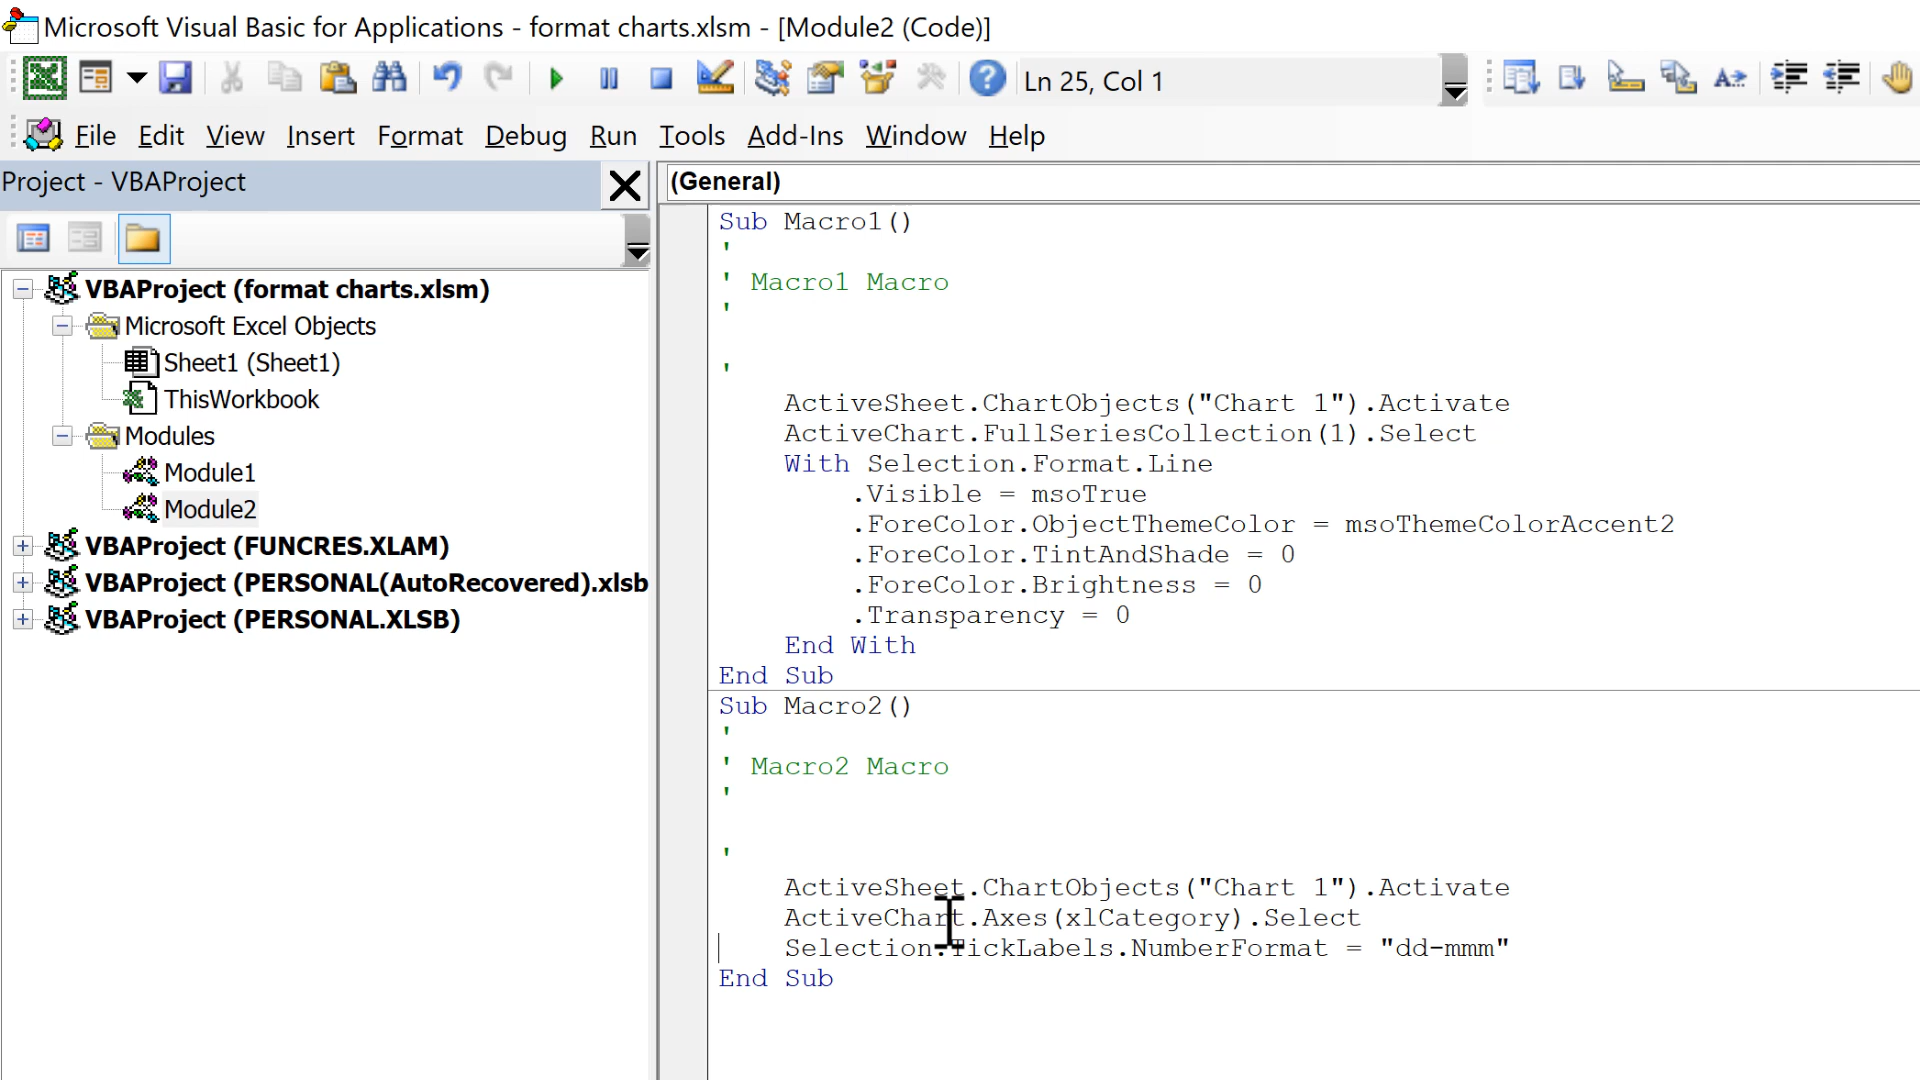 Microsoft Visual Basic for Applications - format charts.xlsm - [Module2 (Code)]
Ln 25, Col 1
File Edit View Insert Format Debug Run Tools Add-Ins Window Help
Project - VBAProject
(General)
VBAProject (format charts.xlsm)
Microsoft Excel Objects
Sheet1 (Sheet1)
ThisWorkbook
Modules
Module1
Module2
VBAProject (FUNCRES.XLAM)
VBAProject (PERSONAL(AutoRecovered).xlsb
VBAProject (PERSONAL.XLSB)
Sub Macro1()
'
' Macro1 Macro
'
'
ActiveSheet.ChartObjects("Chart 1").Activate
ActiveChart.FullSeriesCollection(1).Select
With Selection.Format.Line
.Visible = msoTrue
.ForeColor.ObjectThemeColor = msoThemeColorAccent2
.ForeColor.TintAndShade = 0
.ForeColor.Brightness = 0
.Transparency = 0
End With
End Sub
Sub Macro2()
'
' Macro2 Macro
'
'
ActiveSheet.ChartObjects("Chart 1").Activate
ActiveChart.Axes(xlCategory).Select
Selection.TickLabels.NumberFormat = "dd-mmm"
End Sub